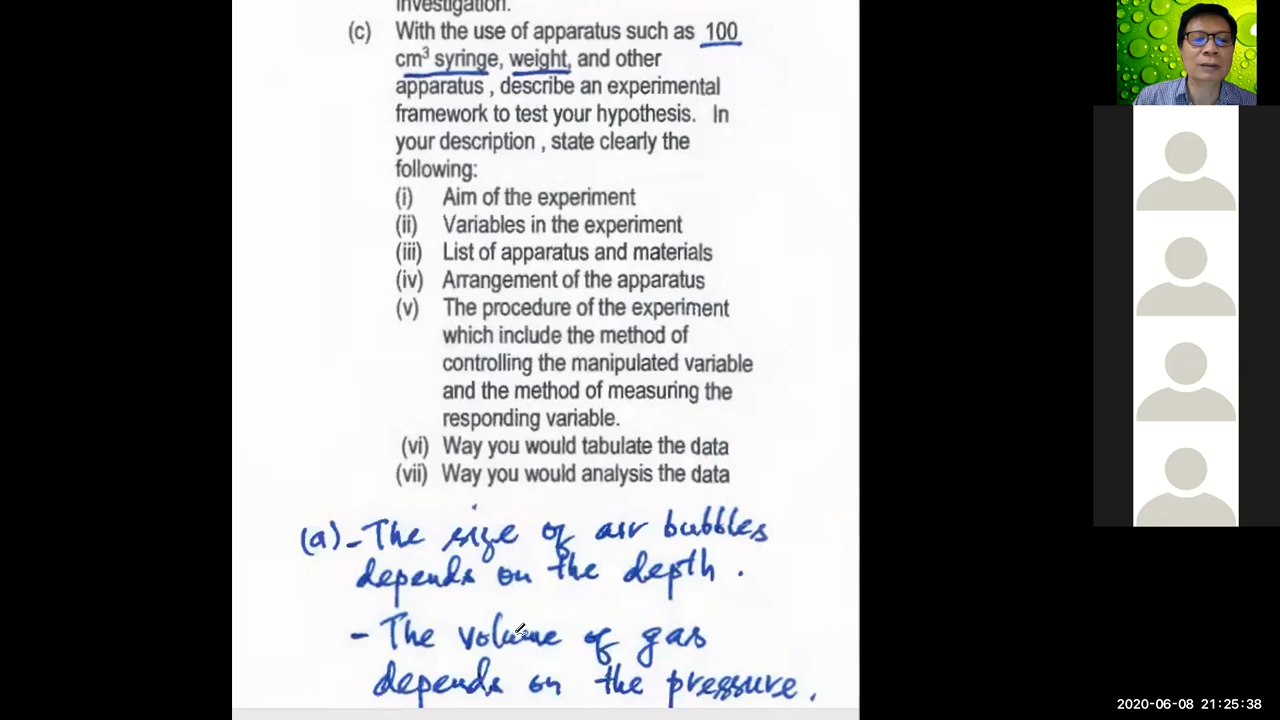 investigation.
(c) With the use of apparatus such as 100
cm³ syringe, weight, and other
apparatus , describe an experimental
framework to test your hypothesis. In
your description , state clearly the
following:
(i) Aim of the experiment
(ii) Variables in the experiment
(iii) List of apparatus and materials
(iv) Arrangement of the apparatus
(v) The procedure of the experiment
which include the method of
controlling the manipulated variable
and the method of measuring the
responding variable.
(vi) Way you would tabulate the data
(vii) Way you would analysis the data
(a) - The size of air bubbles
depends on the depth .
- The volume of gas
depends on the pressure .
2020-06-08 21:25:38